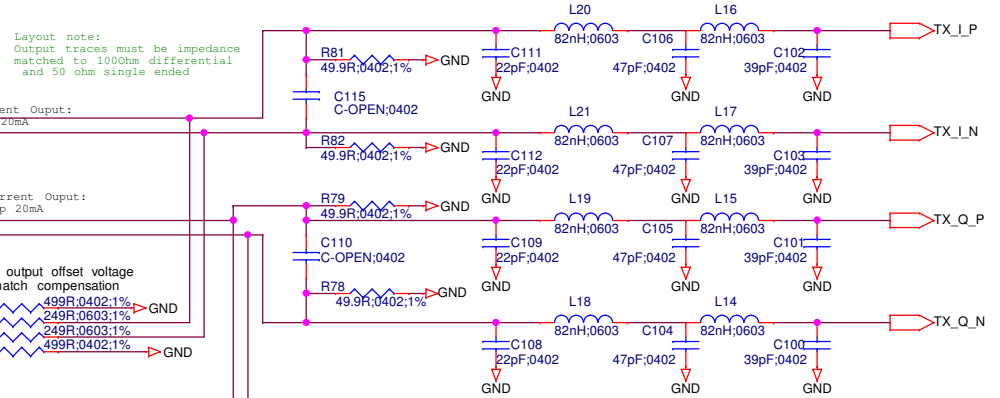 Layout note:
Output traces must be impedance
matched to 100Ohm differential
and 50 ohm single ended
ent Ouput:
20mA
rrent Ouput:
p 20mA
output offset voltage
atch compensation
499R;0402;1%
GND
249R;0603;1%
249R;0603;1%
499R;0402;1%
GND
R81
49.9R;0402;1%
GND
C115
C-OPEN;0402
R82
49.9R;0402;1%
GND
R79
49.9R;0402;1%
GND
C110
C-OPEN;0402
R78
49.9R;0402;1%
GND
L20
82nH;0603
L16
82nH;0603
TX_I_P
C111
22pF;0402
GND
C106
47pF;0402
GND
C102
39pF;0402
GND
L21
82nH;0603
L17
82nH;0603
TX_I_N
C112
22pF;0402
GND
C107
47pF;0402
GND
C103
39pF;0402
GND
L19
82nH;0603
L15
82nH;0603
TX_Q_P
C109
22pF;0402
GND
C105
47pF;0402
GND
C101
39pF;0402
GND
L18
82nH;0603
L14
82nH;0603
TX_Q_N
C108
22pF;0402
GND
C104
47pF;0402
GND
C100
39pF;0402
GND